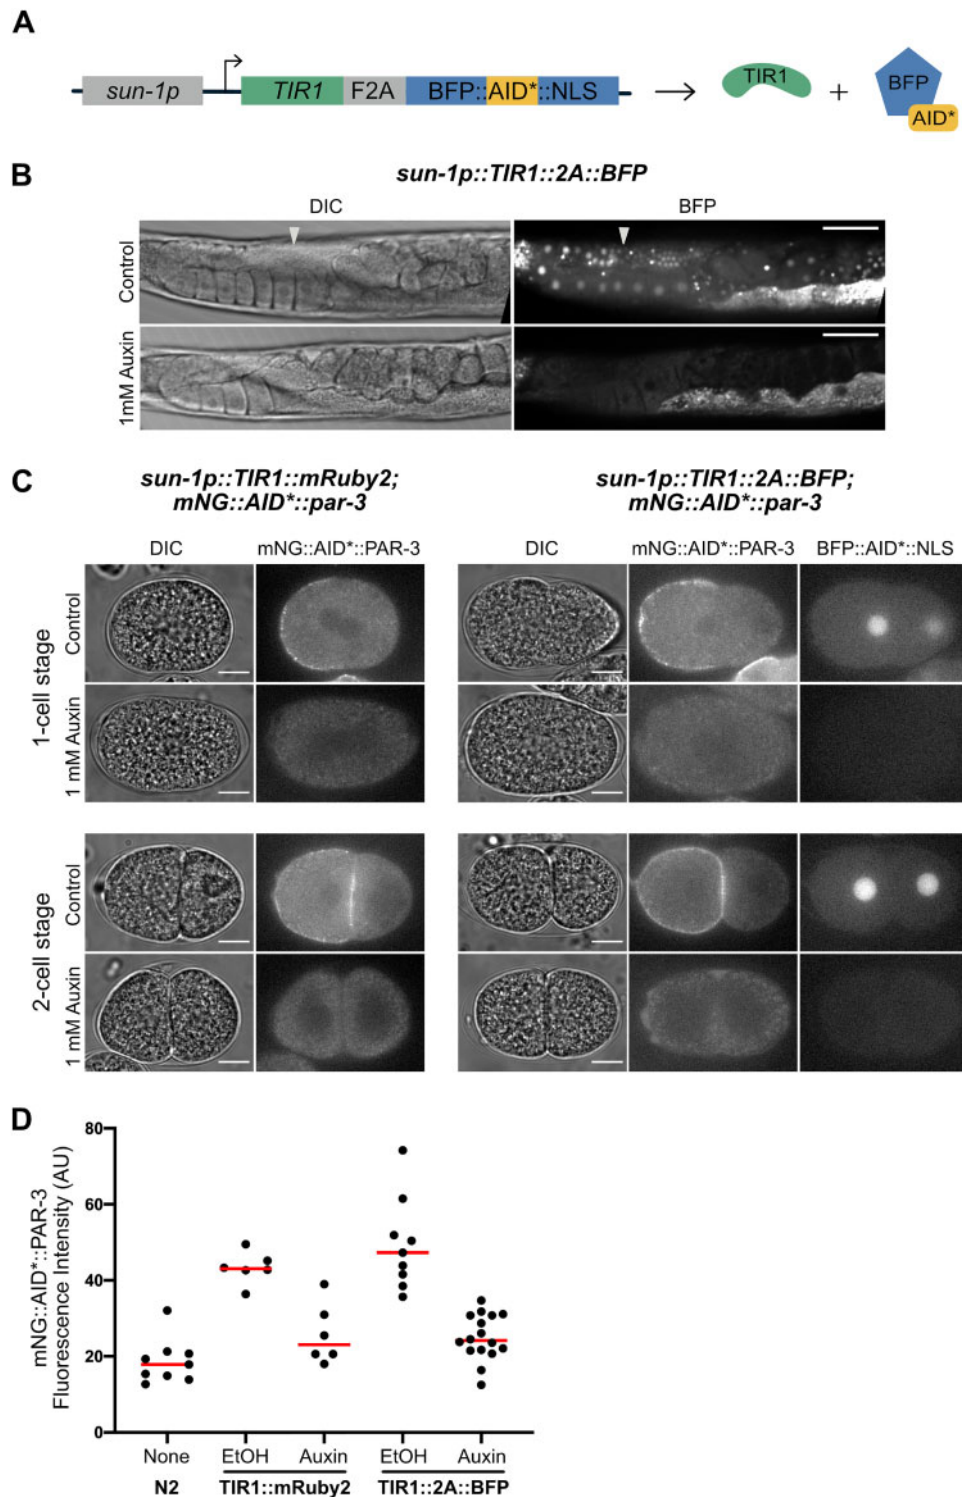 A
sun-1p
TIR1
F2A
BFP::AID*::NLS
TIR1
+
BFP
AID*
B
sun-1p::TIR1::2A::BFP
DIC
BFP
Control
1mM Auxin
C
sun-1p::TIR1::mRuby2;
mNG::AID*::par-3
sun-1p::TIR1::2A::BFP;
mNG::AID*::par-3
DIC
mNG::AID*::PAR-3
DIC
mNG::AID*::PAR-3
BFP::AID*::NLS
1-cell stage
Control
1 mM Auxin
2-cell stage
Control
1 mM Auxin
D
mNG::AID*::PAR-3
Fluorescence Intensity (AU)
80
60
40
20
0
None
EtOH
Auxin
EtOH
Auxin
N2
TIR1::mRuby2
TIR1::2A::BFP